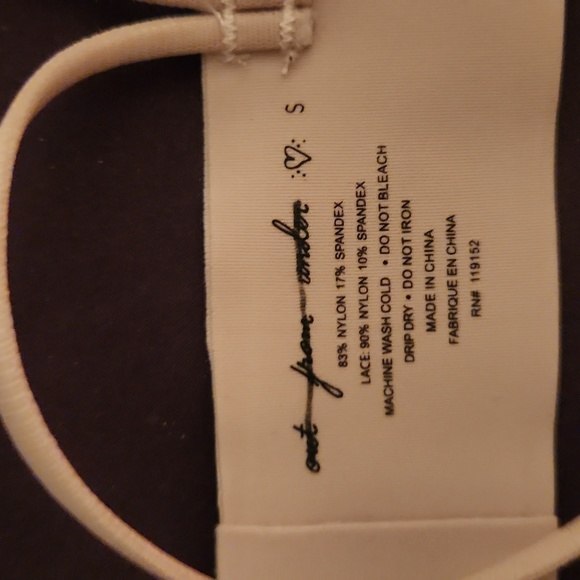 out from under S
83% NYLON 17% SPANDEX
LACE: 90% NYLON 10% SPANDEX
MACHINE WASH COLD • DO NOT BLEACH
DRIP DRY • DO NOT IRON
MADE IN CHINA
FABRIQUE EN CHINA
RN# 119152